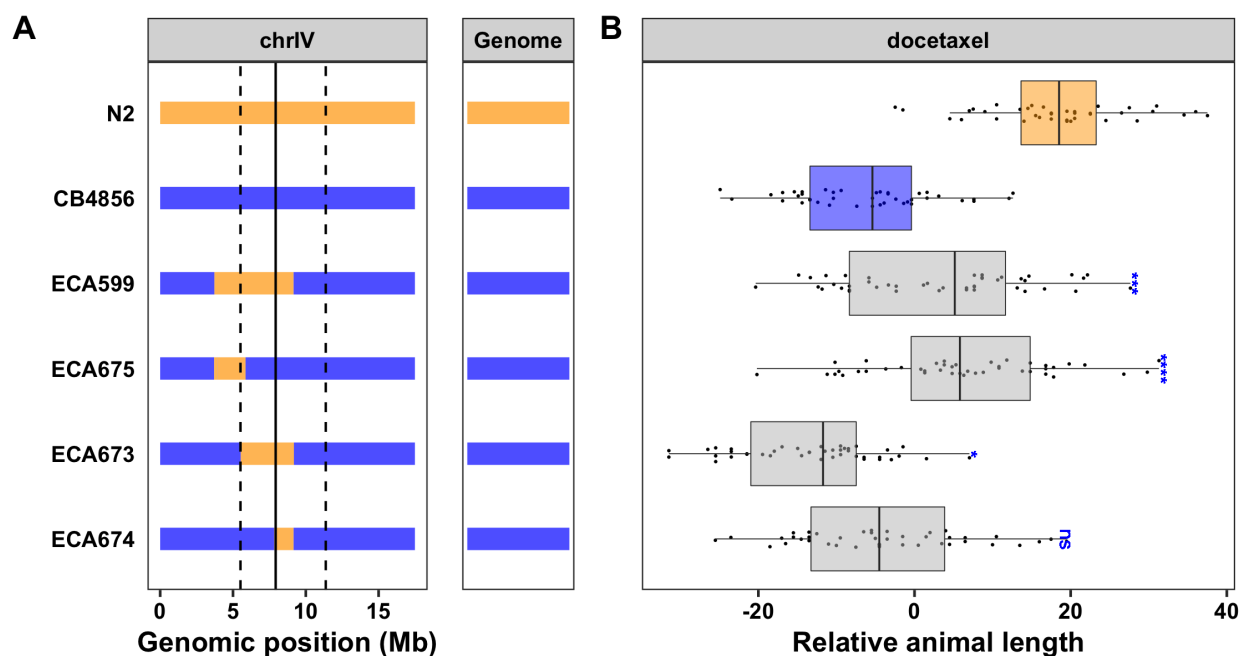 A
chrIV
Genome
B
docetaxel
N2
CB4856
ECA599
***
ECA675
****
ECA673
*
ECA674
ns
0 5 10 15
-20 0 20 40
Genomic position (Mb)
Relative animal length